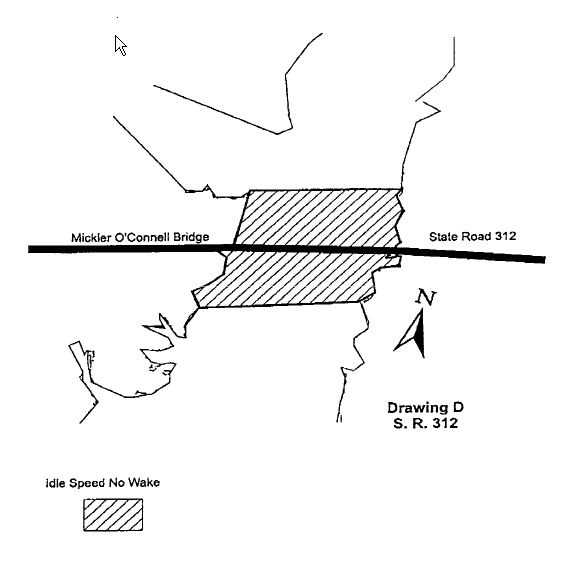 Mickler O'Connell Bridge
State Road 312
N
Drawing D
S. R. 312
Idle Speed No Wake